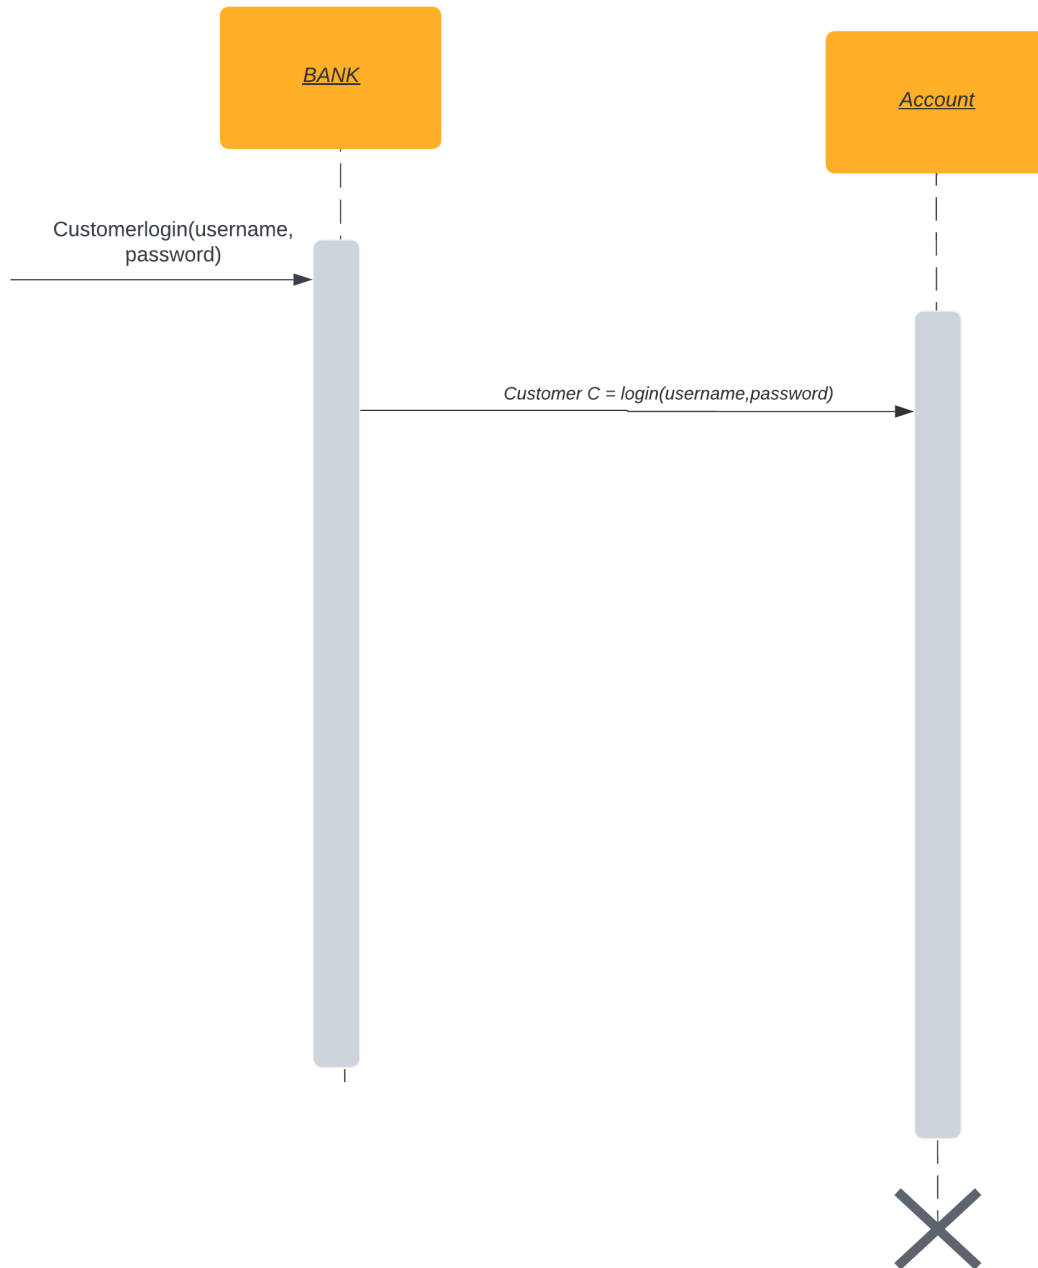 BANK
Account
Customerlogin(username,
password)
Customer C = login(username,password)